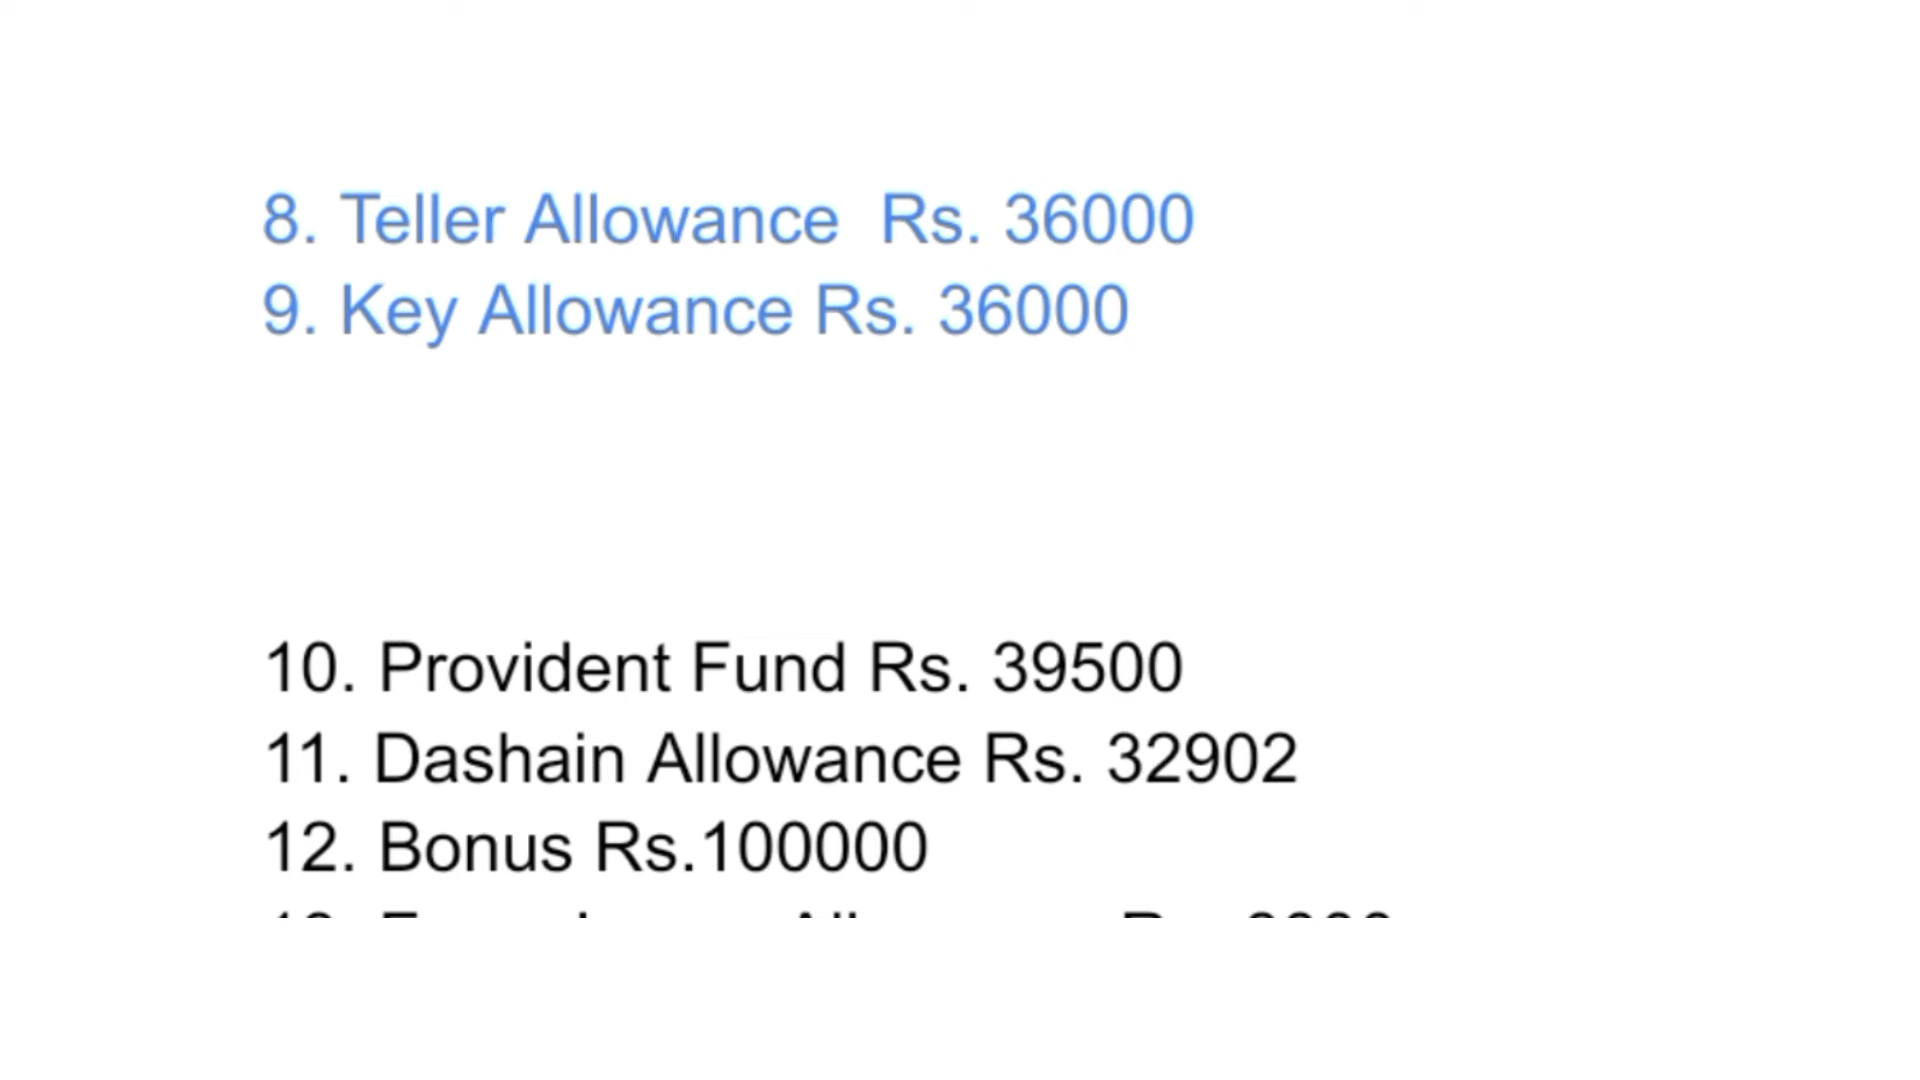 8. Teller Allowance  Rs. 36000
9. Key Allowance Rs. 36000
10. Provident Fund Rs. 39500
11. Dashain Allowance Rs. 32902
12. Bonus Rs.100000